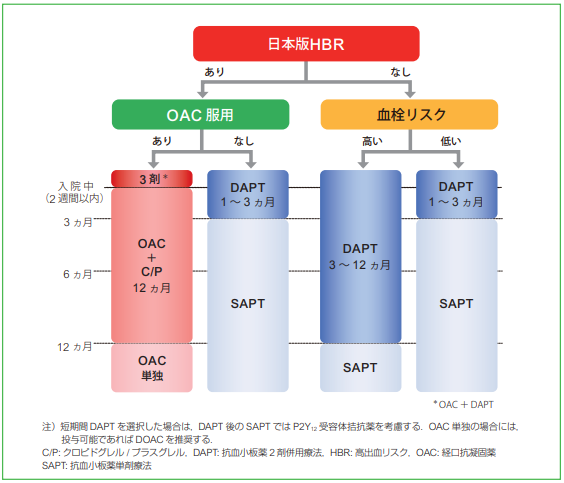 日本版HBR
あり
なし
OAC 服用
血栓リスク
あり
なし
高い
低い
入 院 中
（2 週間以内）
3 ヵ月
6 ヵ月
12 ヵ月
3 剤 *
OAC
+
C/P
12 ヵ月
OAC
単独
DAPT
1 ～ 3 ヵ月
SAPT
DAPT
3 ～ 12 ヵ月
SAPT
DAPT
1 ～ 3 ヵ月
SAPT
*OAC + DAPT
注）短期間 DAPT を選択した場合は，DAPT 後の SAPT では P2Y₁₂ 受容体拮抗薬を考慮する．OAC 単独の場合には，
投与可能であれば DOAC を推奨する．
C/P: クロピドグレル / プラスグレル，DAPT: 抗血小板薬 2 剤併用療法，HBR: 高出血リスク，OAC: 経口抗凝固薬
SAPT: 抗血小板薬単剤療法